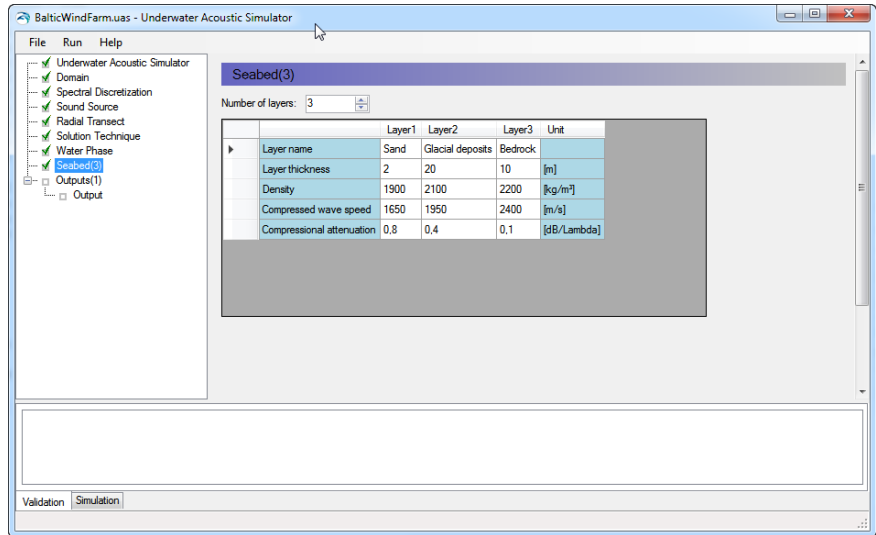 BalticWindFarm.uas - Underwater Acoustic Simulator
File Run Help
Underwater Acoustic Simulator
Domain
Spectral Discretization
Sound Source
Radial Transect
Solution Technique
Water Phase
Seabed(3)
Outputs(1)
Output
Seabed(3)
Number of layers: 3
Layer1 Layer2 Layer3 Unit
Layer name Sand Glacial deposits Bedrock
Layer thickness 2 20 10 [m]
Density 1900 2100 2200 [kg/m³]
Compressed wave speed 1650 1950 2400 [m/s]
Compressional attenuation 0,8 0,4 0,1 [dB/Lambda]
Validation Simulation